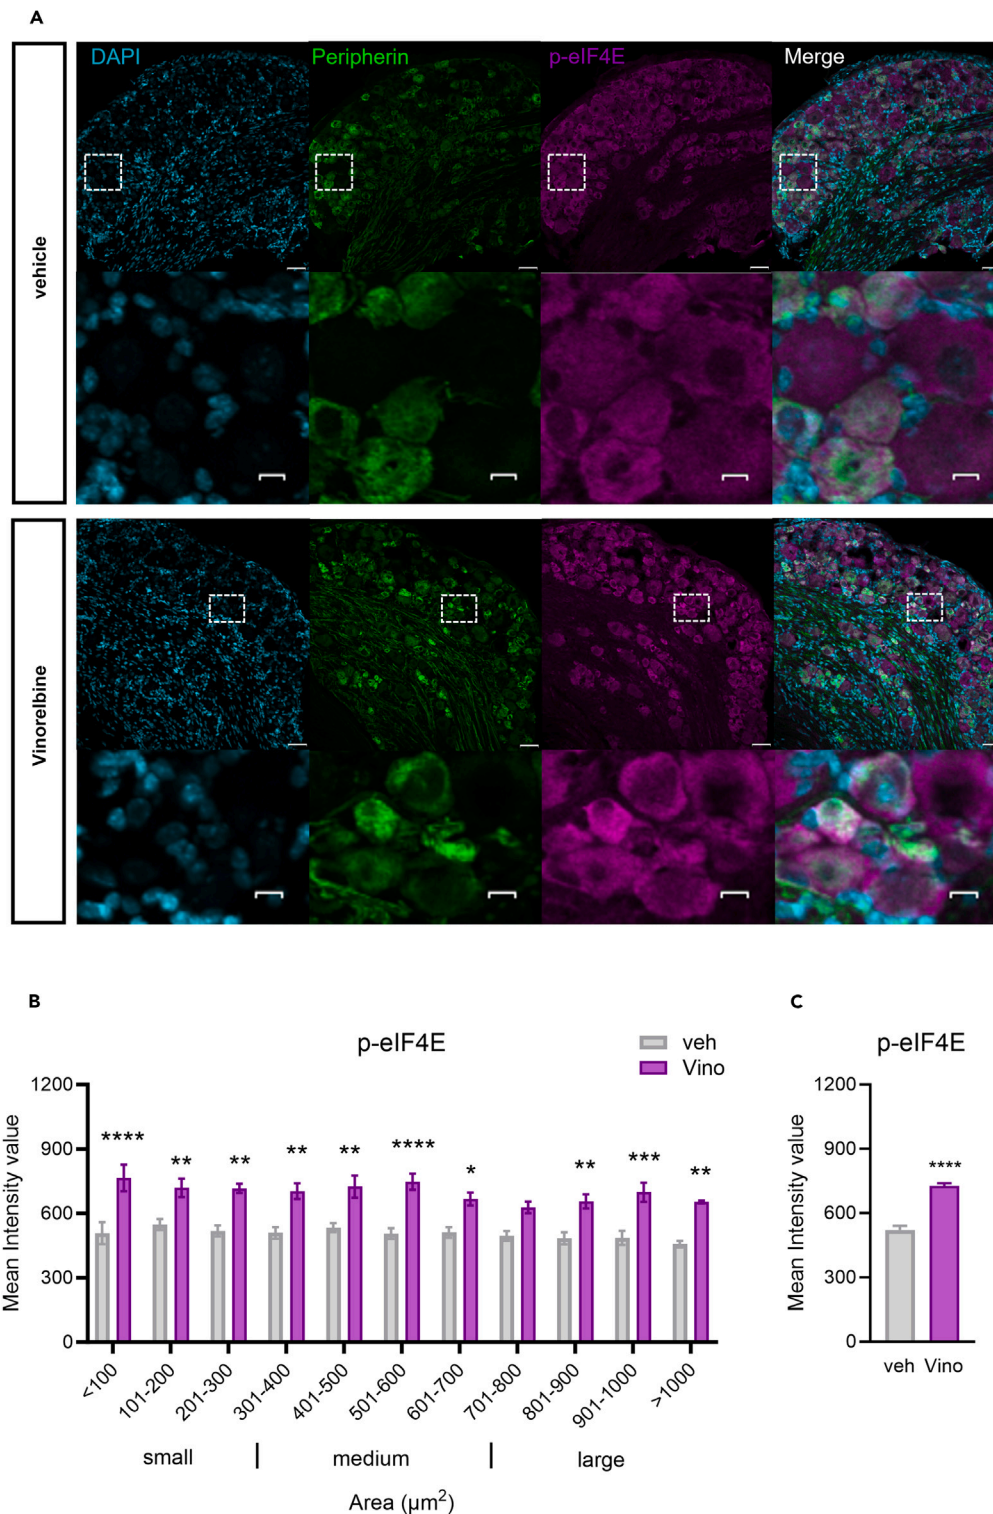 A
DAPI
Peripherin
p-eIF4E
Merge
vehicle
Vinorelbine
B
p-eIF4E
veh
Vino
Mean Intensity value
1200
900
600
300
0
**** ** ** ** ** **** * ** *** **
<100 101-200 201-300 301-400 401-500 501-600 601-700 701-800 801-900 901-1000 >1000
small | medium | large
Area (µm²)
C
p-eIF4E
Mean Intensity value
1200
900
600
300
0
****
veh Vino